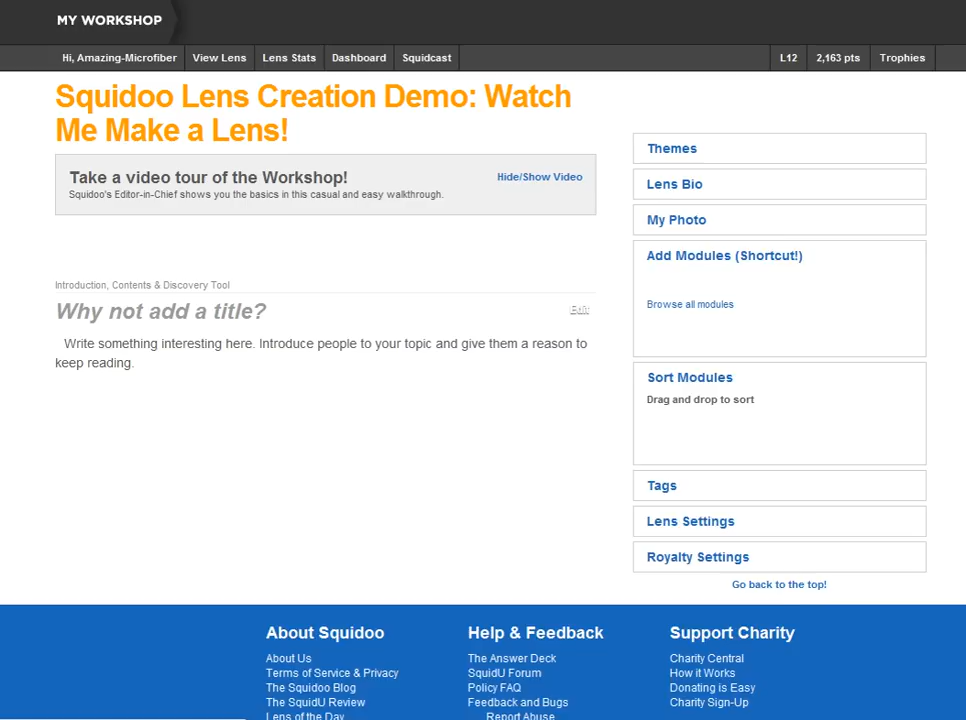 MY WORKSHOP
Hi, Amazing-Microfiber View Lens Lens Stats Dashboard Squidcast L12 2,163 pts Trophies
Squidoo Lens Creation Demo: Watch
Me Make a Lens!
Take a video tour of the Workshop! Hide/Show Video
Squidoo's Editor-in-Chief shows you the basics in this casual and easy walkthrough.
Introduction, Contents & Discovery Tool
Why not add a title? Edit
Write something interesting here. Introduce people to your topic and give them a reason to
keep reading.
Themes
Lens Bio
My Photo
Add Modules (Shortcut!)
Browse all modules
Sort Modules
Drag and drop to sort
Tags
Lens Settings
Royalty Settings
Go back to the top!
About Squidoo
About Us
Terms of Service & Privacy
The Squidoo Blog
The SquidU Review
Lens of the Day
Help & Feedback
The Answer Deck
SquidU Forum
Policy FAQ
Feedback and Bugs
Report Abuse
Support Charity
Charity Central
How it Works
Donating is Easy
Charity Sign-Up